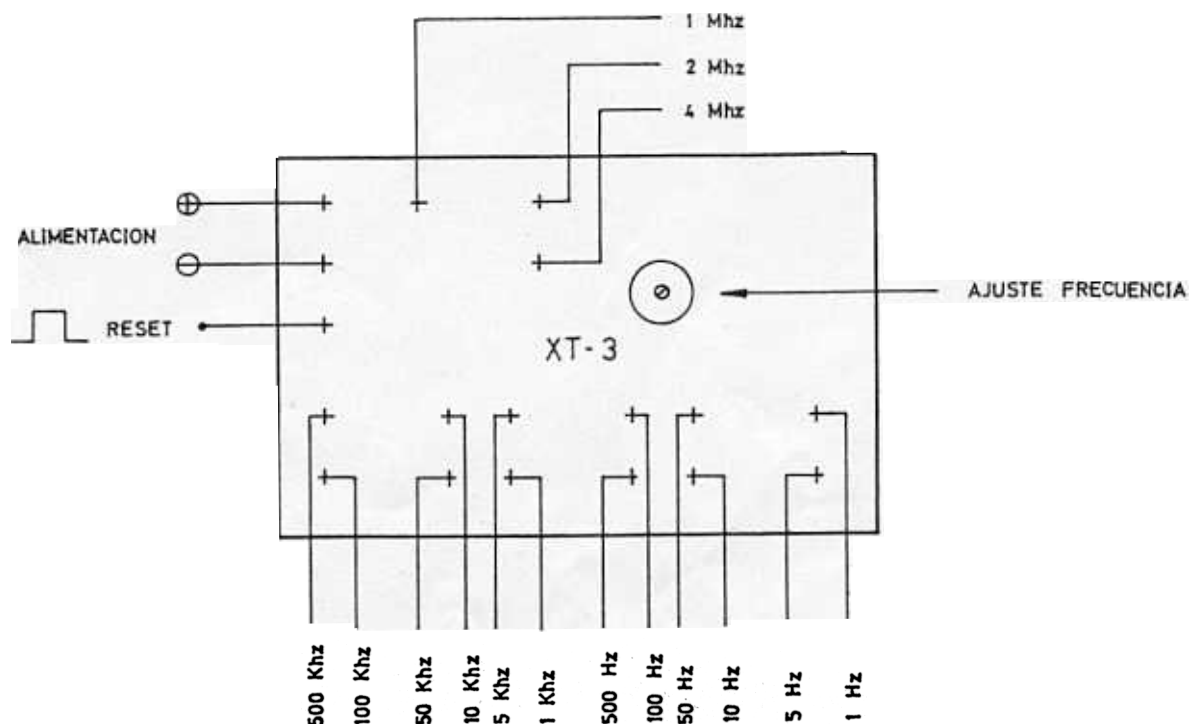 1 Mhz
2 Mhz
4 Mhz
ALIMENTACION
RESET
AJUSTE FRECUENCIA
XT-3
500 Khz
100 Khz
50 Khz
10 Khz
5 Khz
1 Khz
500 Hz
100 Hz
50 Hz
10 Hz
5 Hz
1 Hz